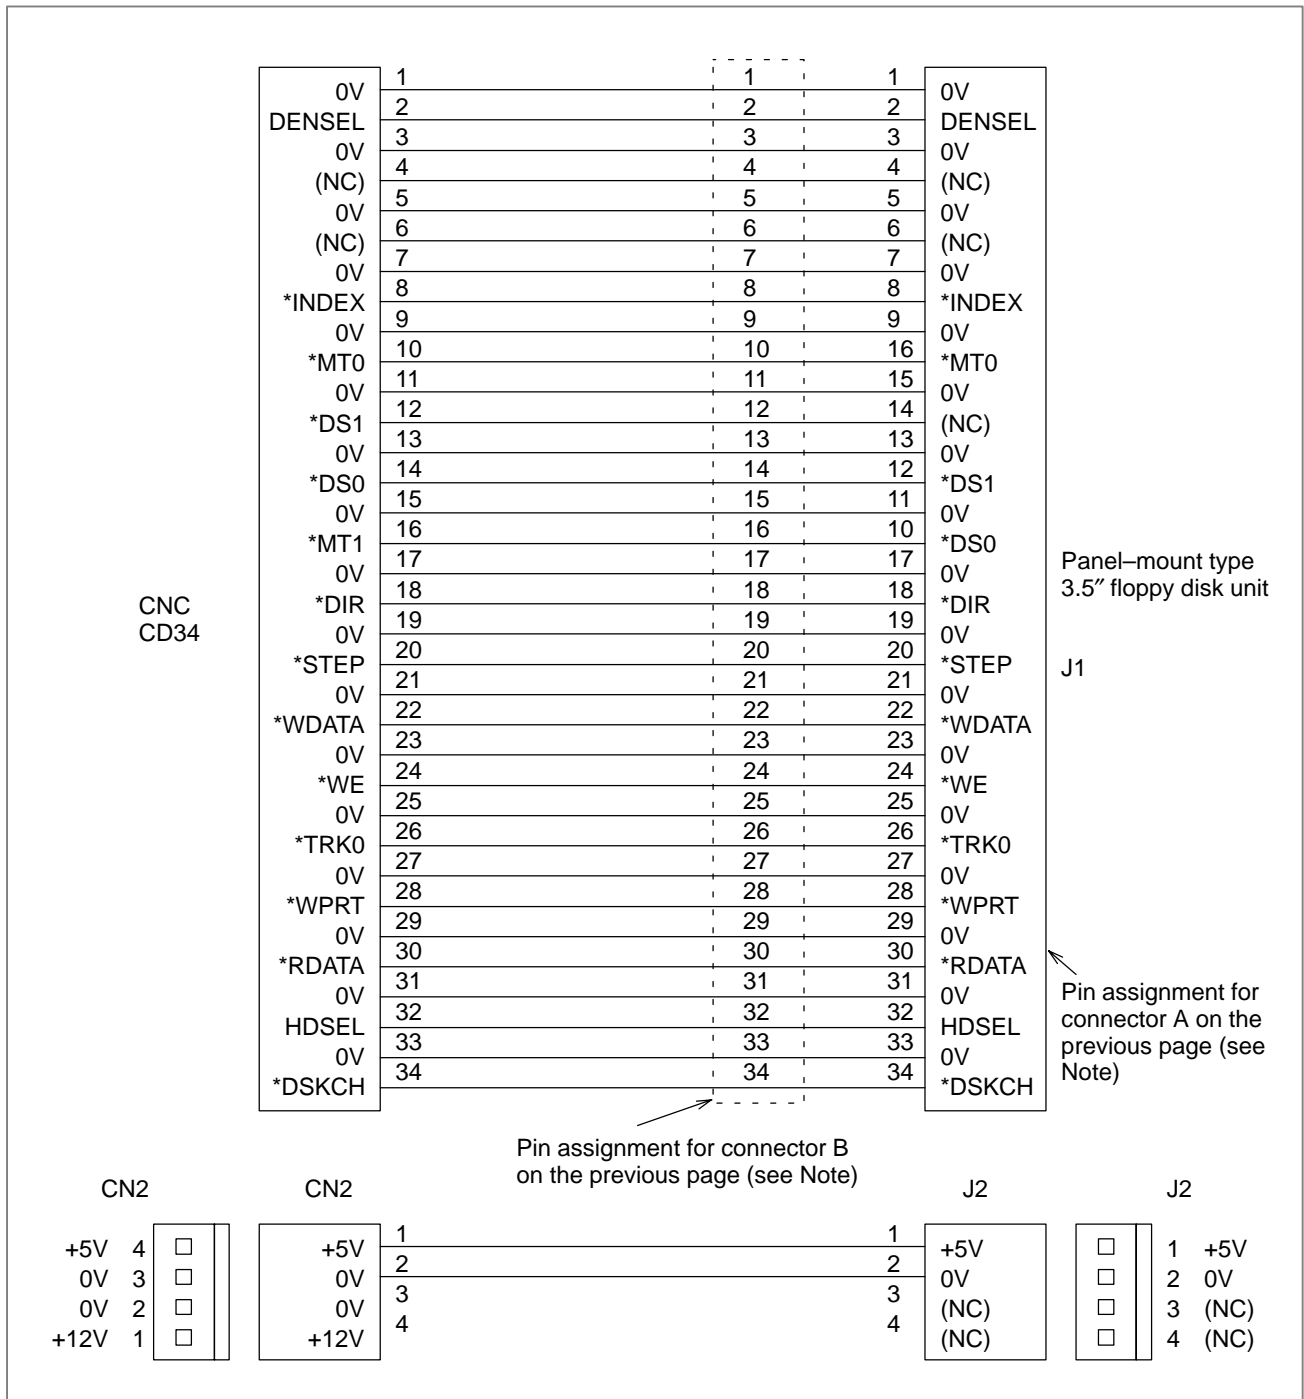 1 1 1
0V 0V
2 2 2
DENSEL DENSEL
3 3 3
0V 0V
4 4 4
(NC) (NC)
5 5 5
0V 0V
6 6 6
(NC) (NC)
7 7 7
0V 0V
8 8 8
*INDEX *INDEX
9 9 9
0V 0V
10 10 16
*MT0 *MT0
11 11 15
0V 0V
12 12 14
*DS1 (NC)
13 13 13
0V 0V
14 14 12
*DS0 *DS1
15 15 11
0V 0V
16 16 10
*MT1 *DS0
17 17 17
0V 0V
18 18 18
*DIR *DIR
19 19 19
0V 0V
20 20 20
*STEP *STEP
21 21 21
0V 0V
22 22 22
*WDATA *WDATA
23 23 23
0V 0V
24 24 24
*WE *WE
25 25 25
0V 0V
26 26 26
*TRK0 *TRK0
27 27 27
0V 0V
28 28 28
*WPRT *WPRT
29 29 29
0V 0V
30 30 30
*RDATA *RDATA
31 31 31
0V 0V
32 32 32
HDSEL HDSEL
33 33 33
0V 0V
34 34 34
*DSKCH *DSKCH
CNC
CD34
Panel–mount type
3.5″ floppy disk unit
J1
Pin assignment for
connector A on the
previous page (see
Note)
Pin assignment for connector B
on the previous page (see Note)
CN2 CN2 J2 J2
1 1
+5V 4 +5V +5V 1 +5V
2 2
0V 3 0V 0V 2 0V
3 3
0V 2 0V (NC) 3 (NC)
4 4
+12V 1 +12V (NC) 4 (NC)